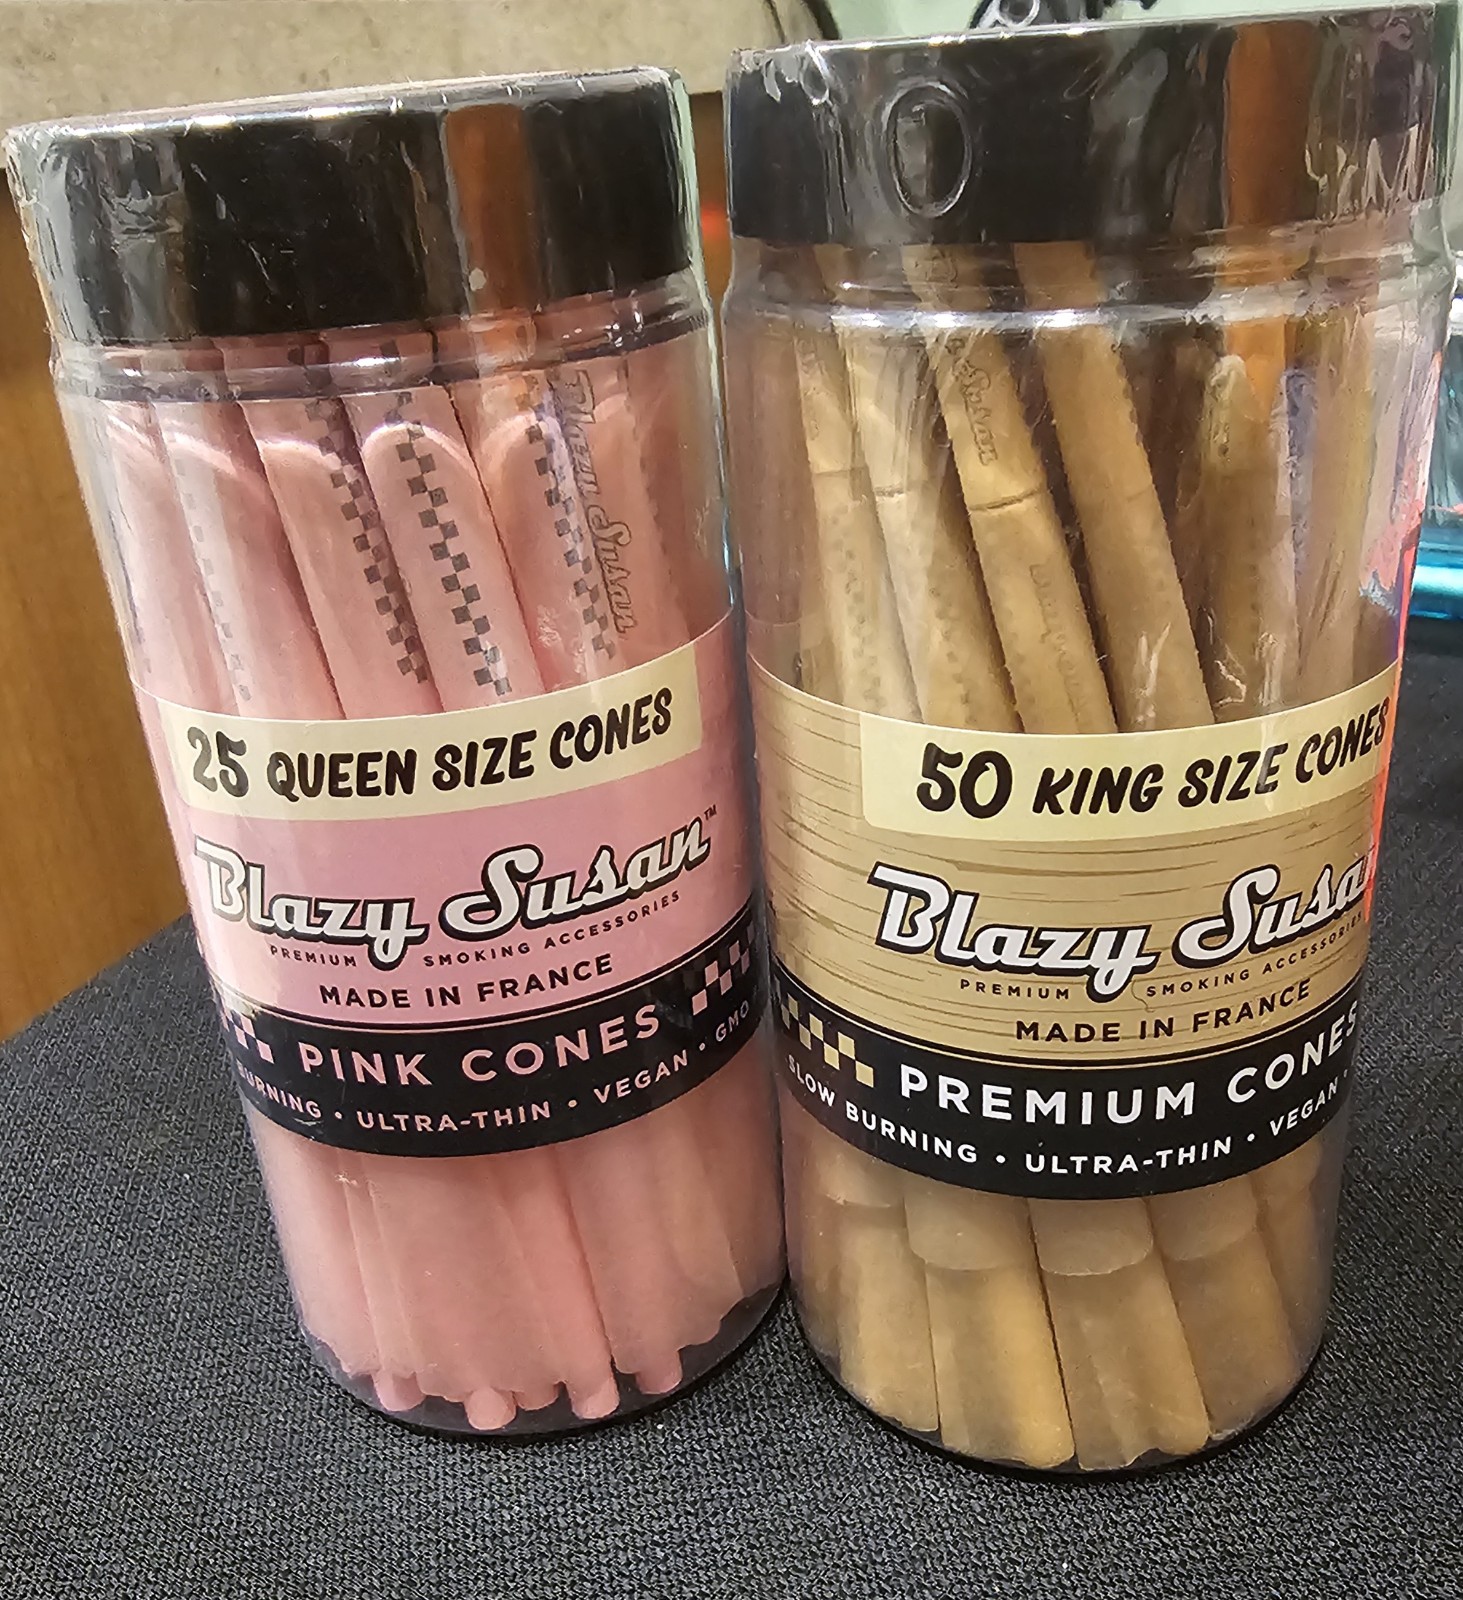 Blazy Susan
Susan
25 QUEEN SIZE CONES
Blazy Susan™
PREMIUM SMOKING ACCESSORIES
MADE IN FRANCE
PINK CONES
BURNING • ULTRA-THIN • VEGAN • GMO
50 KING SIZE CONES
Blazy Susan
PREMIUM SMOKING ACCESSORIES
MADE IN FRANCE
PREMIUM CONES
SLOW BURNING • ULTRA-THIN • VEGAN •